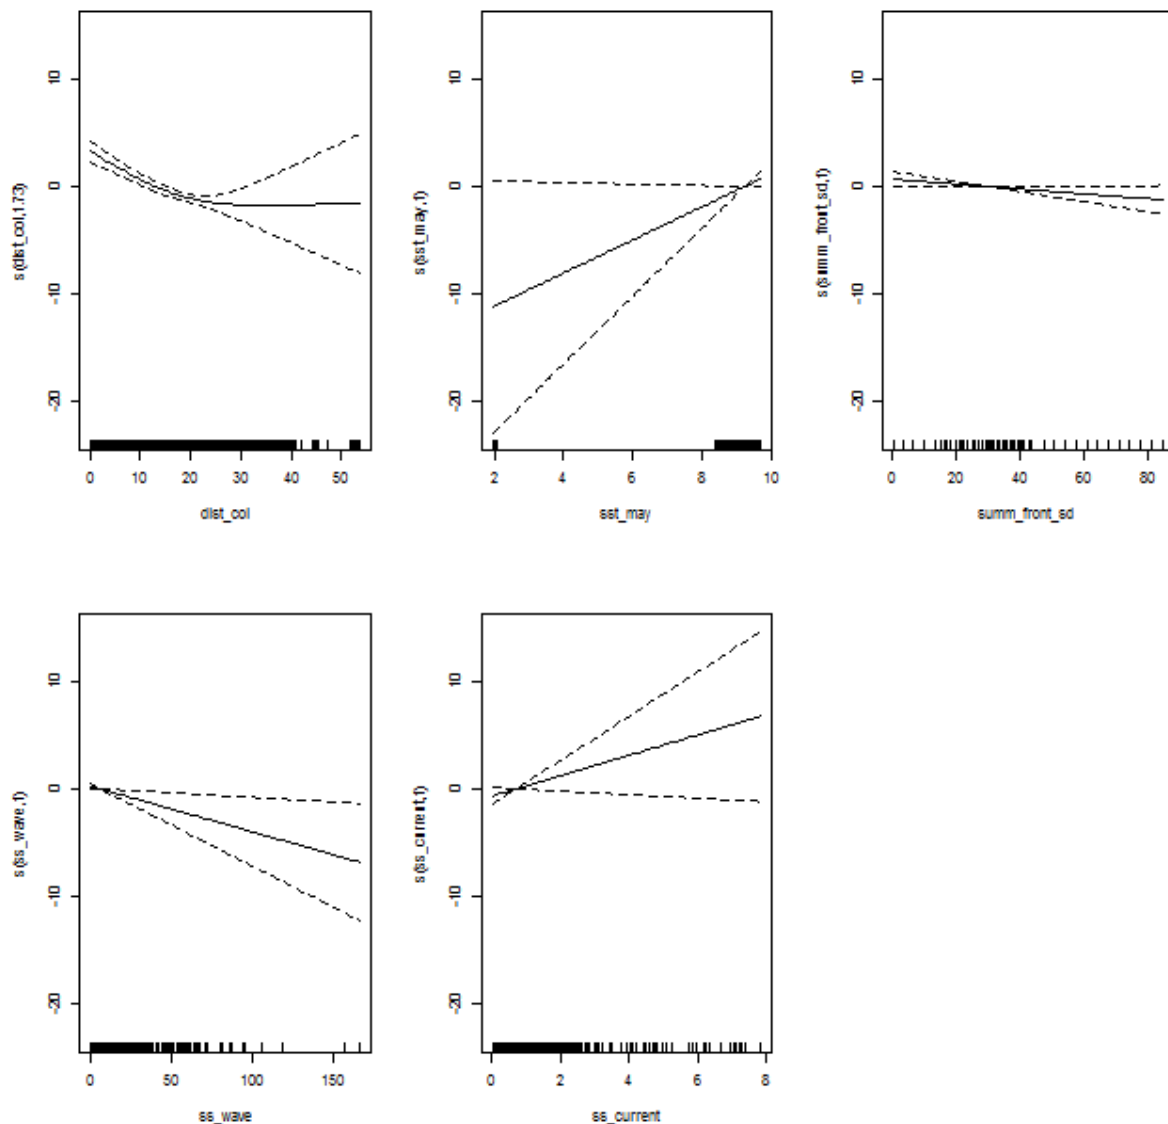 s(dist_col,1.73)
10
0
-10
-20
0 10 20 30 40 50
dist_col
s(sst_may,1)
10
0
-10
-20
2 4 6 8 10
sst_may
s(summ_front_sd,1)
10
0
-10
-20
0 20 40 60 80
summ_front_sd
s(ss_wave,1)
10
0
-10
-20
0 50 100 150
ss_wave
s(ss_current,1)
10
0
-10
-20
0 2 4 6 8
ss_current